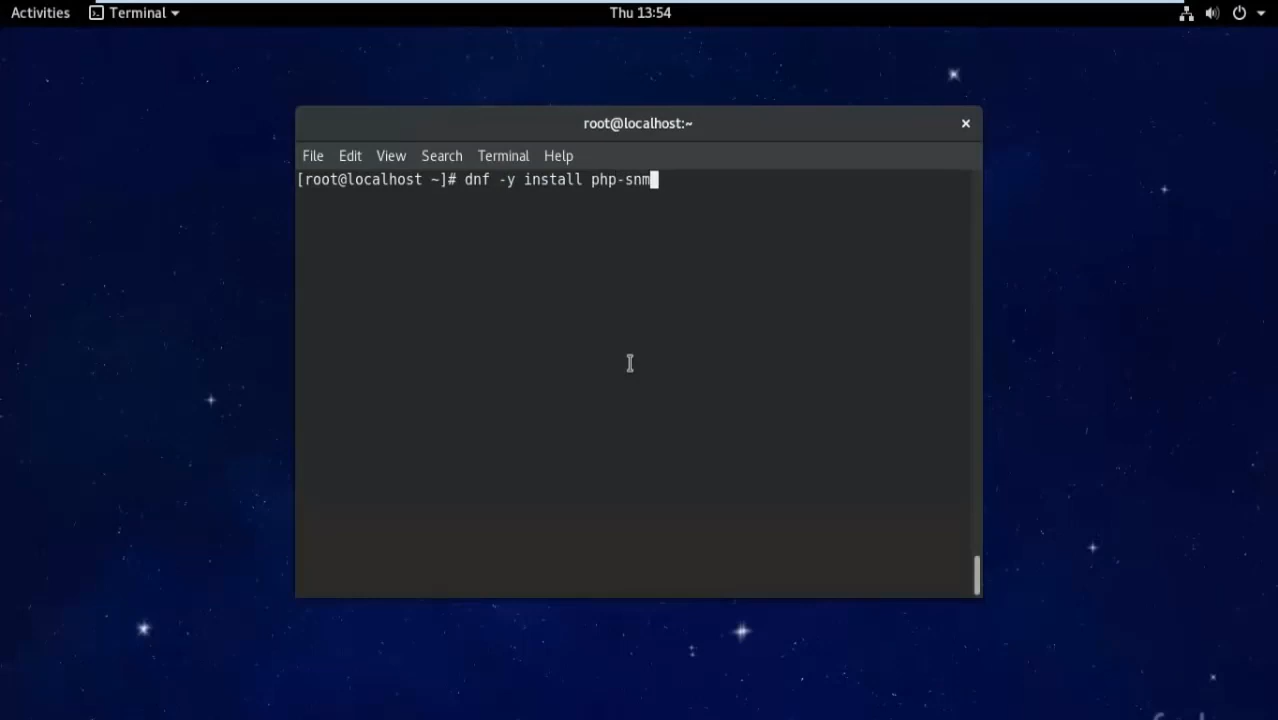 Activities Terminal Thu 13:54
root@localhost:~
File Edit View Search Terminal Help
[root@localhost ~]# dnf -y install php-snm